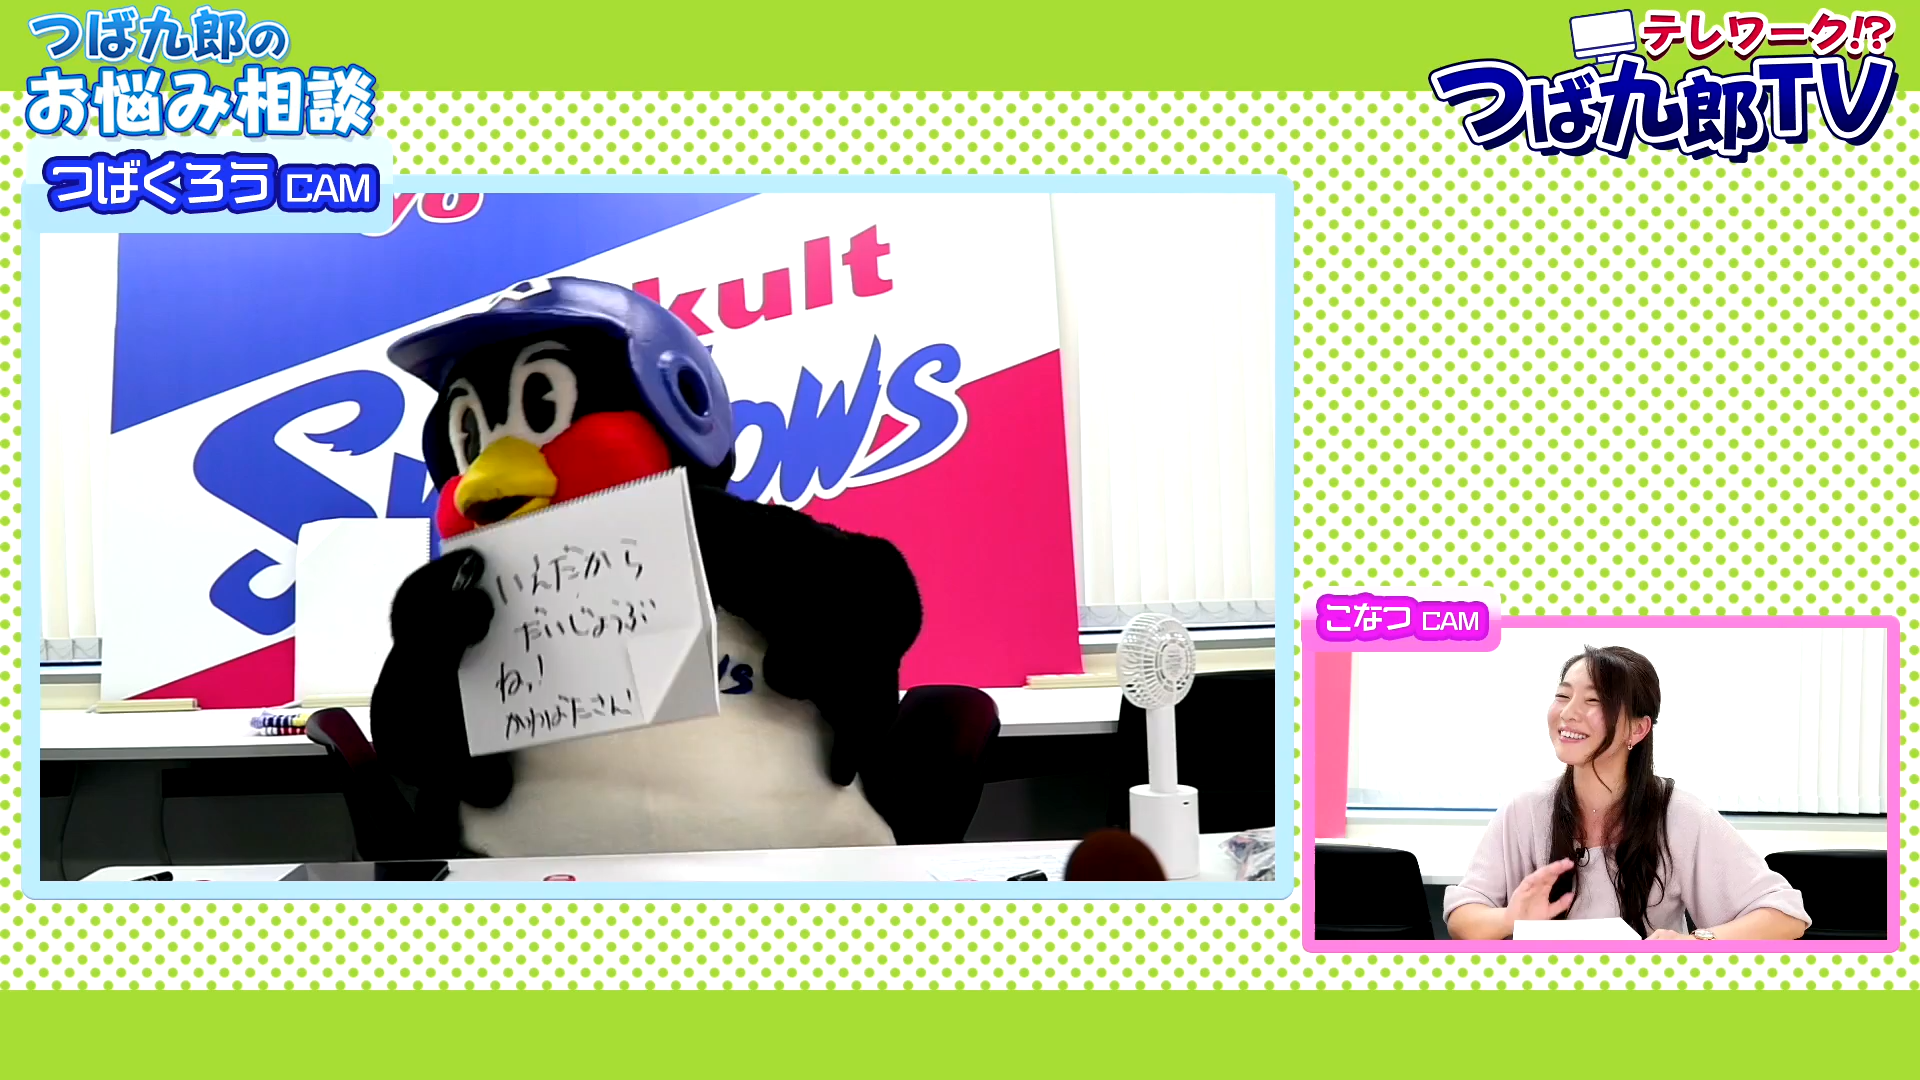 つば九郎の
お悩み相談
テレワーク!?
つば九郎TV
つばくろう CAM
kult
いんだから
だいじょうぶ
ね!
かわばたさん
こなつ CAM